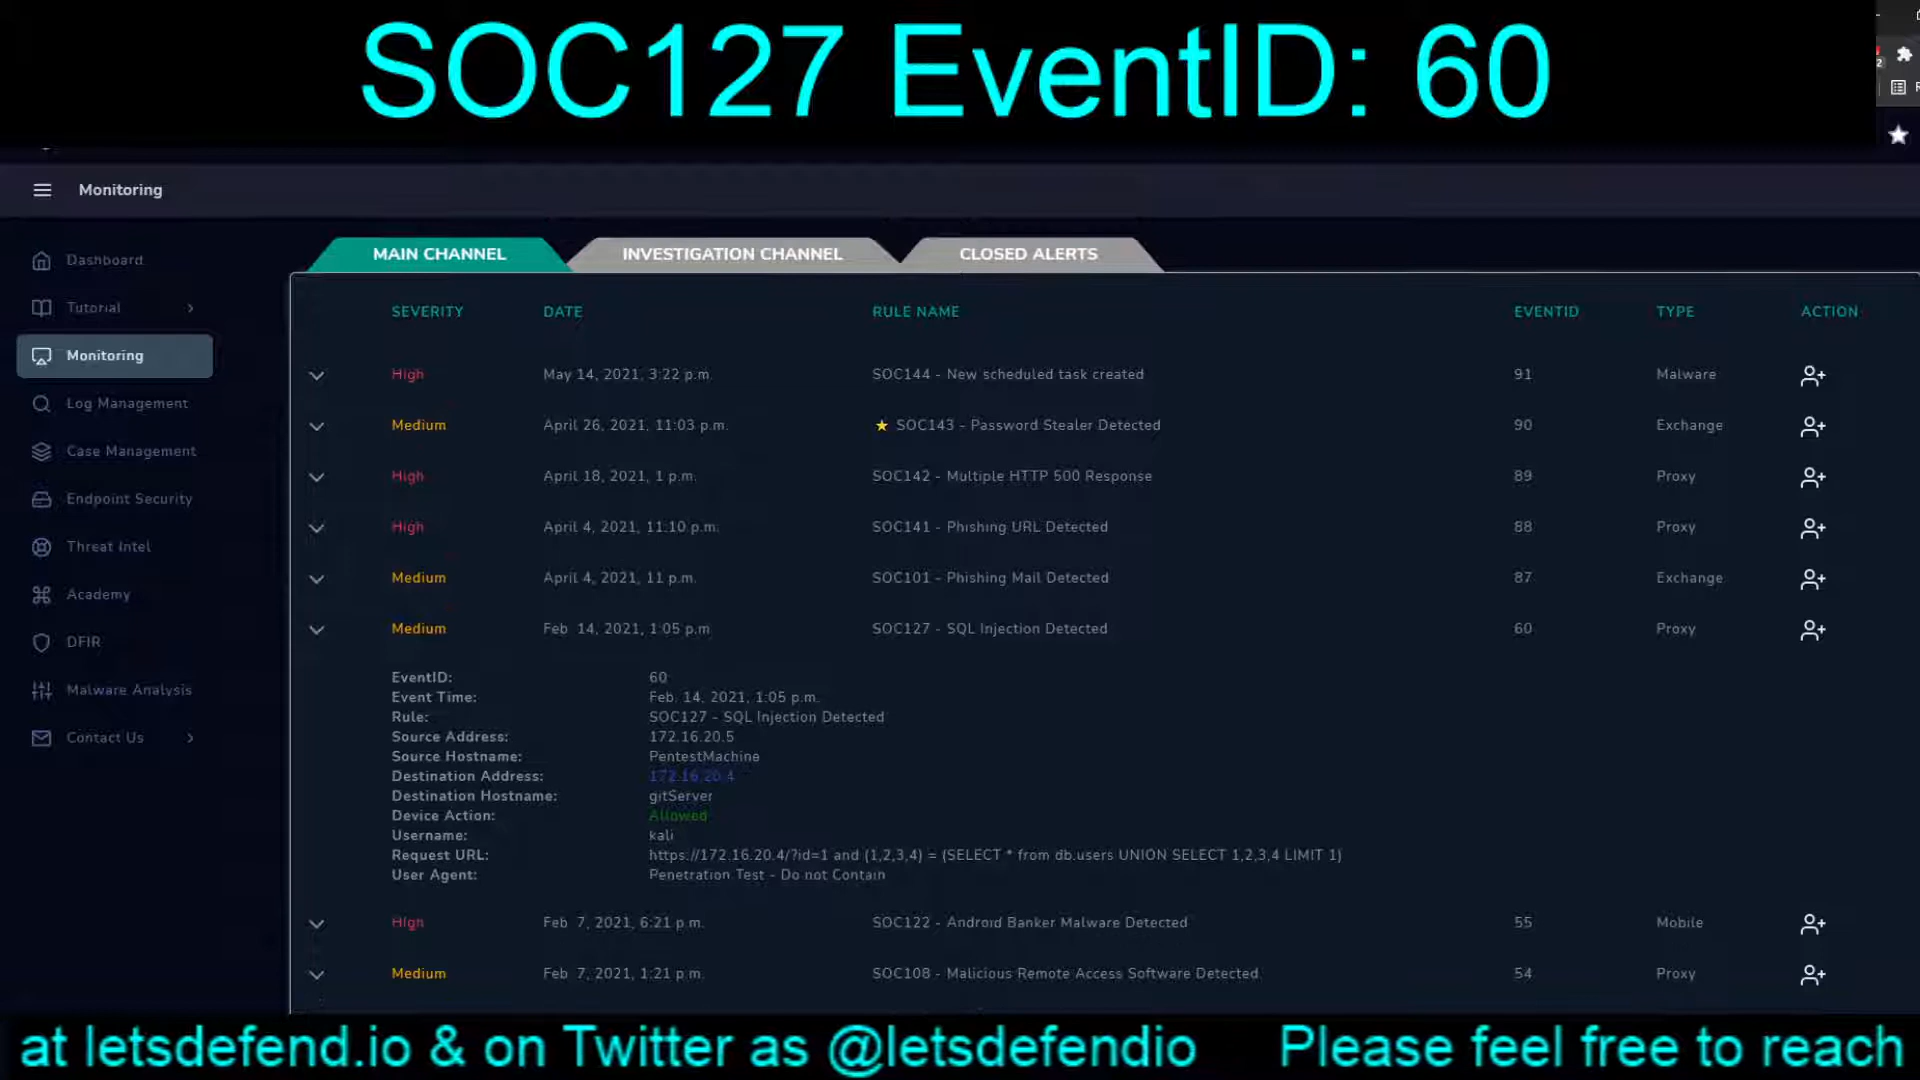 SOC127 EventID: 60
Monitoring
Dashboard
Tutorial
Monitoring
Log Management
Case Management
Endpoint Security
Threat Intel
Academy
DFIR
Malware Analysis
Contact Us
MAIN CHANNEL INVESTIGATION CHANNEL CLOSED ALERTS
SEVERITY DATE RULE NAME EVENTID TYPE ACTION
High May 14, 2021, 3:22 p.m. SOC144 - New scheduled task created 91 Malware
Medium April 26, 2021, 11:03 p.m. SOC143 - Password Stealer Detected 90 Exchange
High April 18, 2021, 1 p.m. SOC142 - Multiple HTTP 500 Response 89 Proxy
High April 4, 2021, 11:10 p.m. SOC141 - Phishing URL Detected 88 Proxy
Medium April 4, 2021, 11 p.m. SOC101 - Phishing Mail Detected 87 Exchange
Medium Feb 14, 2021, 1:05 p.m SOC127 - SQL Injection Detected 60 Proxy
EventID: 60
Event Time: Feb. 14, 2021, 1:05 p.m.
Rule: SOC127 - SQL Injection Detected
Source Address: 172.16.20.5
Source Hostname: PentestMachine
Destination Address: 172.16.20.4
Destination Hostname: gitServer
Device Action: Allowed
Username: kali
Request URL: https://172.16.20.4/?id=1 and (1,2,3,4) = (SELECT * from db.users UNION SELECT 1,2,3,4 LIMIT 1)
User Agent: Penetration Test - Do not Contain
High Feb 7, 2021, 6:21 p.m. SOC122 - Android Banker Malware Detected 55 Mobile
Medium Feb 7, 2021, 1:21 p.m. SOC108 - Malicious Remote Access Software Detected 54 Proxy
at letsdefend.io & on Twitter as @letsdefendio Please feel free to reach